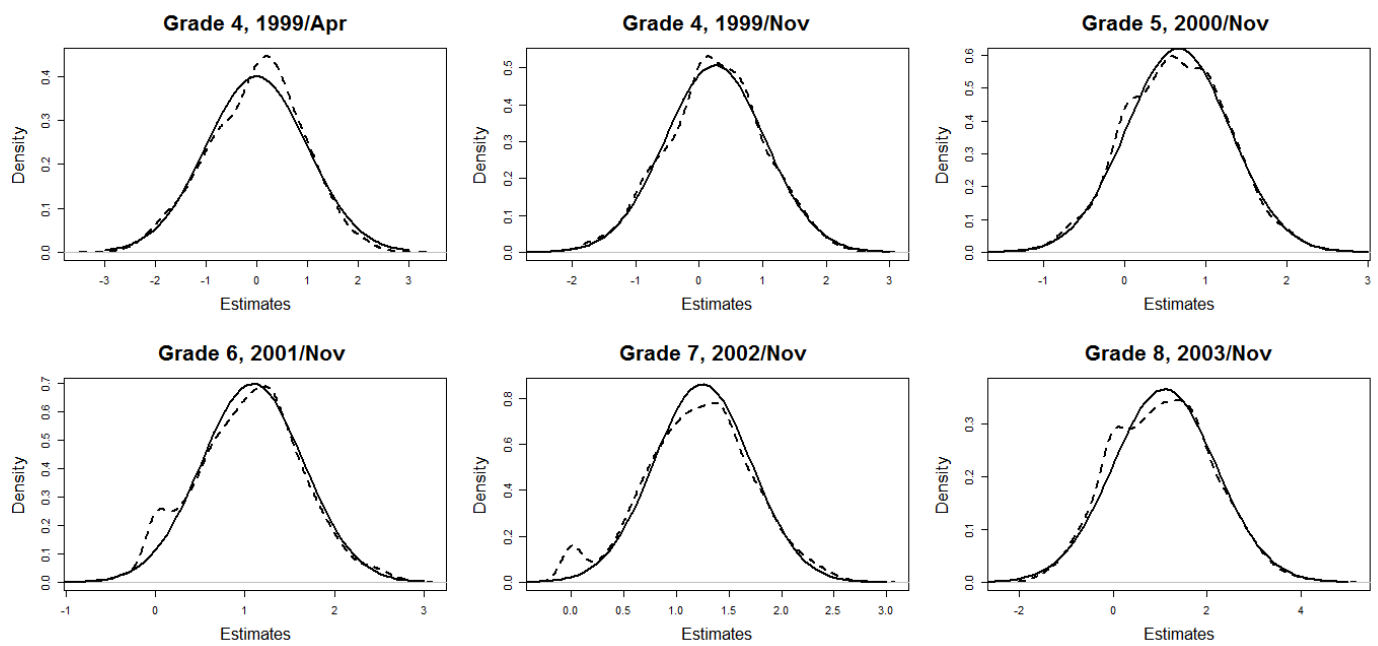 Grade 4, 1999/Apr
Density
0.0 0.1 0.2 0.3 0.4
-3 -2 -1 0 1 2 3
Estimates
Grade 4, 1999/Nov
Density
0.0 0.1 0.2 0.3 0.4 0.5
-2 -1 0 1 2 3
Estimates
Grade 5, 2000/Nov
Density
0.0 0.1 0.2 0.3 0.4 0.5 0.6
-1 0 1 2 3
Estimates
Grade 6, 2001/Nov
Density
0.0 0.1 0.2 0.3 0.4 0.5 0.6 0.7
-1 0 1 2 3
Estimates
Grade 7, 2002/Nov
Density
0.0 0.2 0.4 0.6 0.8
0.0 0.5 1.0 1.5 2.0 2.5 3.0
Estimates
Grade 8, 2003/Nov
Density
0.0 0.1 0.2 0.3
-2 0 2 4
Estimates